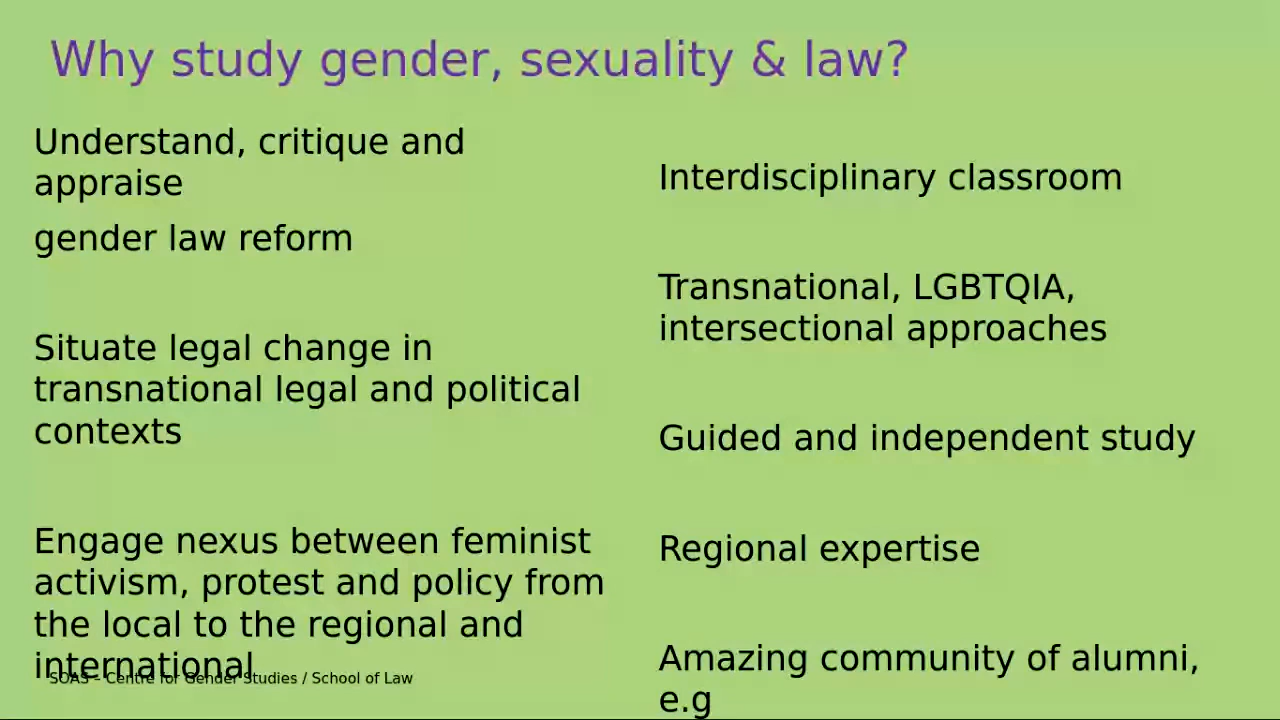 Why study gender, sexuality & law?
Understand, critique and
appraise
gender law reform
Situate legal change in
transnational legal and political
contexts
Engage nexus between feminist
activism, protest and policy from
the local to the regional and
international
SOAS - Centre for Gender Studies / School of Law
Interdisciplinary classroom
Transnational, LGBTQIA,
intersectional approaches
Guided and independent study
Regional expertise
Amazing community of alumni,
e.g